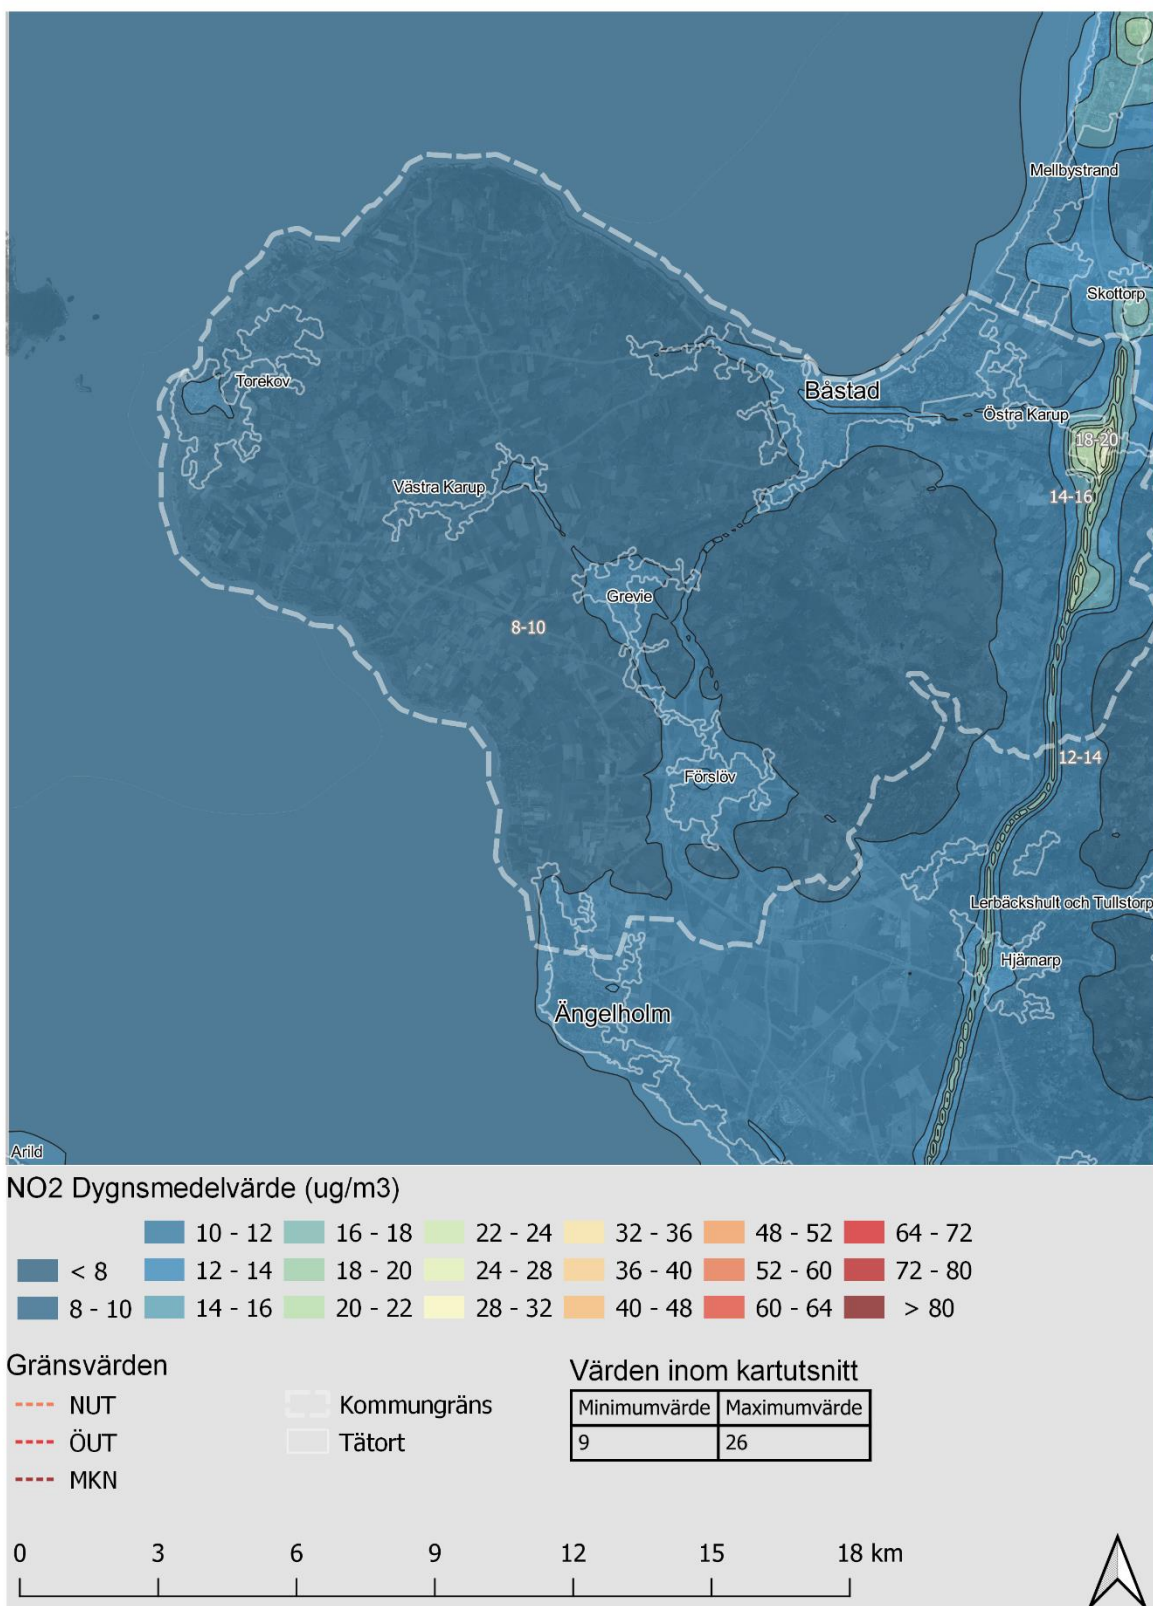 Mellbystrand
Skottorp
Torekov
Båstad
Östra Karup
18-20
Västra Karup
14-16
Grevie
8-10
12-14
Förslöv
Lerbäckshult och Tullstorp
Hjärnarp
Ängelholm
Arild
NO2 Dygnsmedelvärde (ug/m3)
10 - 12 16 - 18 22 - 24 32 - 36 48 - 52 64 - 72
< 8 12 - 14 18 - 20 24 - 28 36 - 40 52 - 60 72 - 80
8 - 10 14 - 16 20 - 22 28 - 32 40 - 48 60 - 64 > 80
Gränsvärden
Värden inom kartutsnitt
NUT Kommungräns Minimumvärde Maximumvärde
ÖUT Tätort 9 26
MKN
0 3 6 9 12 15 18 km